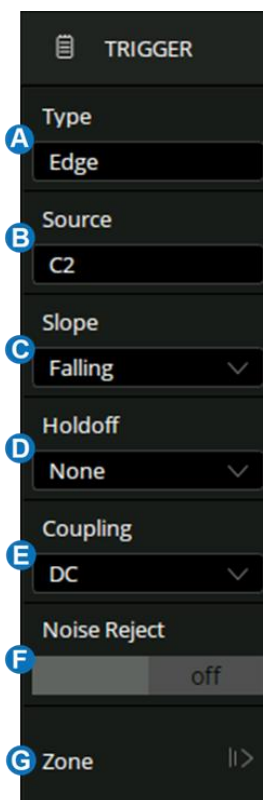 TRIGGER
Type
A
Edge
Source
B
C2
Slope
C
Falling
Holdoff
D
None
Coupling
E
DC
Noise Reject
F
off
G Zone